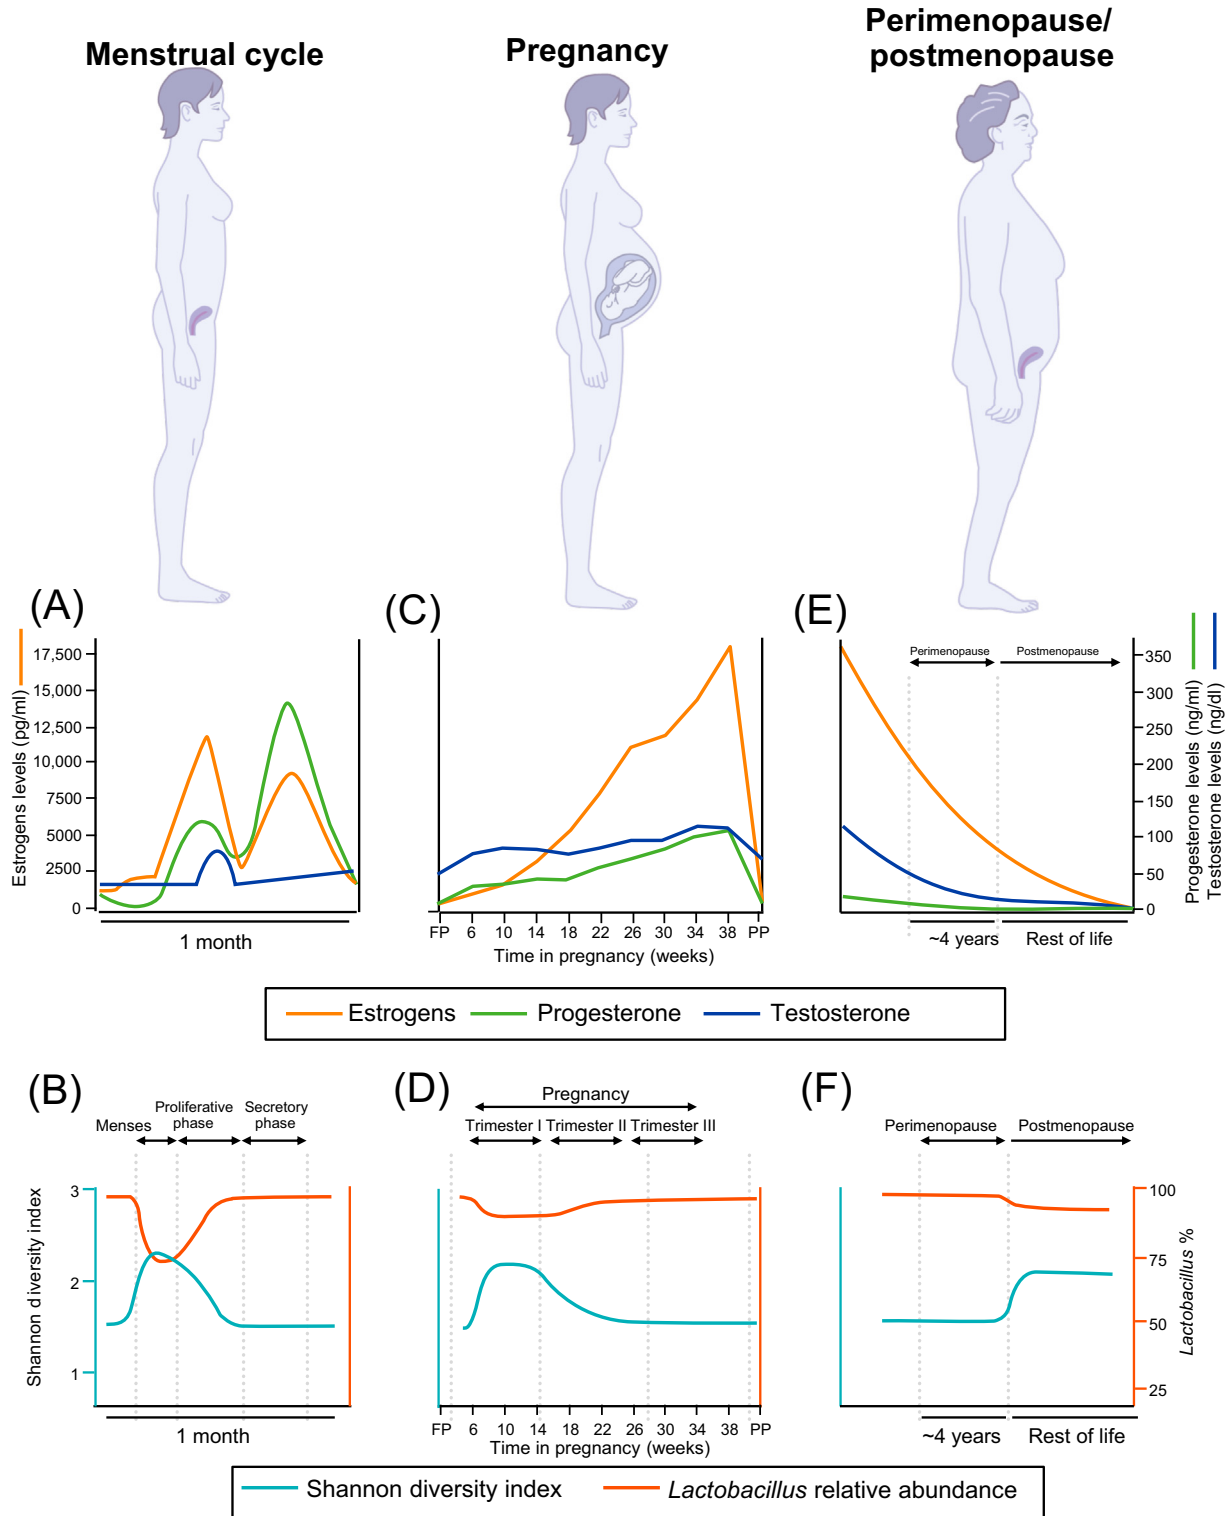 Menstrual cycle
Pregnancy
Perimenopause/
postmenopause
(A)
(C)
(E)
Estrogens levels (pg/ml)
17,500
15,000
12,500
10,000
7500
5000
2500
0
1 month
FP 6 10 14 18 22 26 30 34 38 PP
Time in pregnancy (weeks)
Perimenopause
Postmenopause
350
300
250
200
150
100
50
0
Progesterone levels (ng/ml)
Testosterone levels (ng/dl)
~4 years
Rest of life
Estrogens Progesterone Testosterone
(B)
(D)
(F)
Menses
Proliferative
phase
Secretory
phase
Shannon diversity index
3
2
1
1 month
Pregnancy
Trimester I Trimester II Trimester III
FP 6 10 14 18 22 26 30 34 38 PP
Time in pregnancy (weeks)
Perimenopause
Postmenopause
100
75
50
25
Lactobacillus %
~4 years
Rest of life
Shannon diversity index Lactobacillus relative abundance